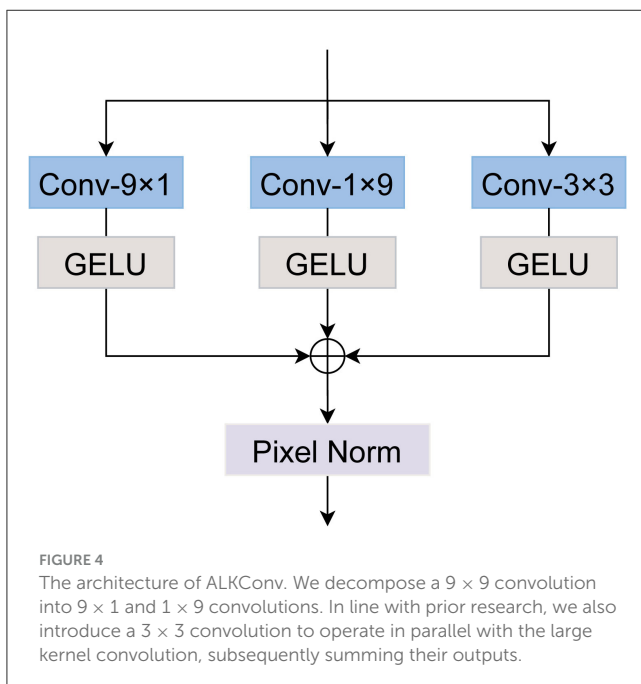 Conv-9×1 Conv-1×9 Conv-3×3
GELU GELU GELU
Pixel Norm
FIGURE 4
The architecture of ALKConv. We decompose a 9 × 9 convolution
into 9 × 1 and 1 × 9 convolutions. In line with prior research, we also
introduce a 3 × 3 convolution to operate in parallel with the large
kernel convolution, subsequently summing their outputs.